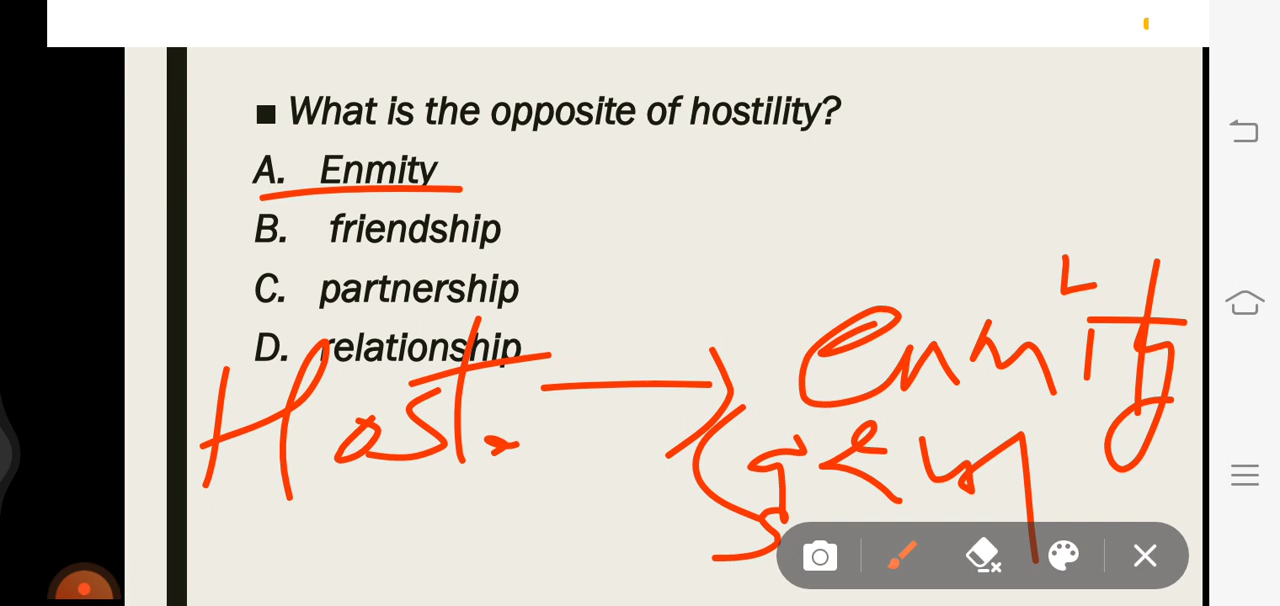 ■ What is the opposite of hostility?
A. Enmity
B. friendship
C. partnership
D. relationship
Host. enmity